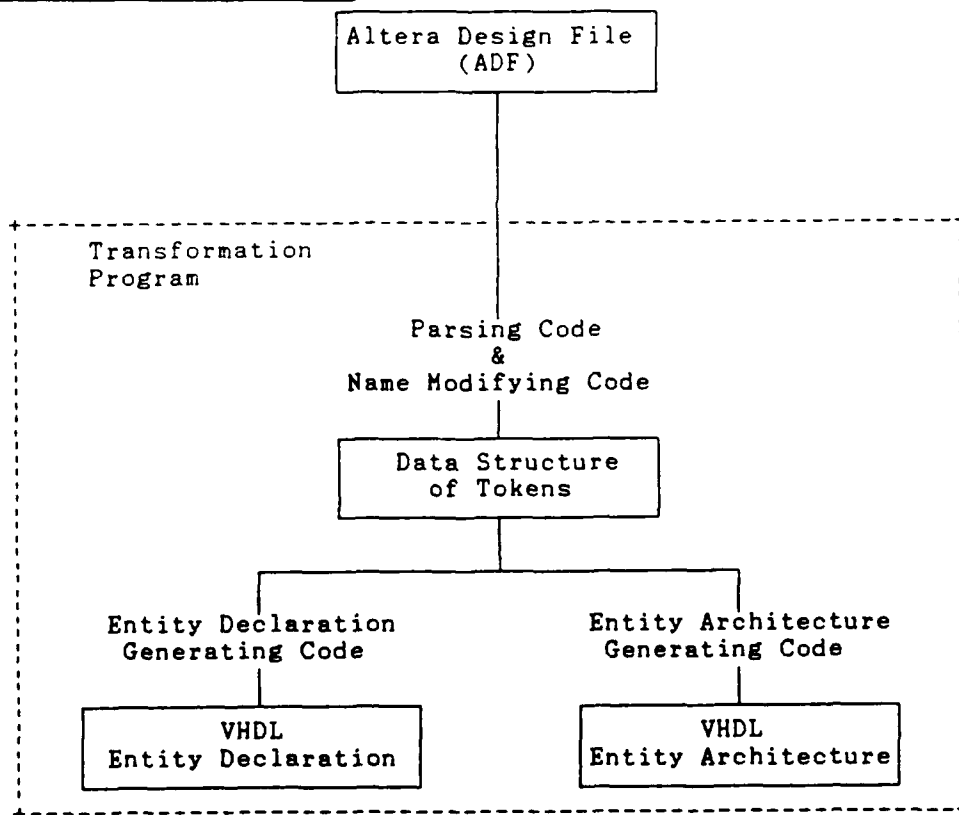 Altera Design File
(ADF)
Transformation
Program
Parsing Code
&
Name Modifying Code
Data Structure
of Tokens
Entity Declaration
Generating Code
Entity Architecture
Generating Code
VHDL
Entity Declaration
VHDL
Entity Architecture